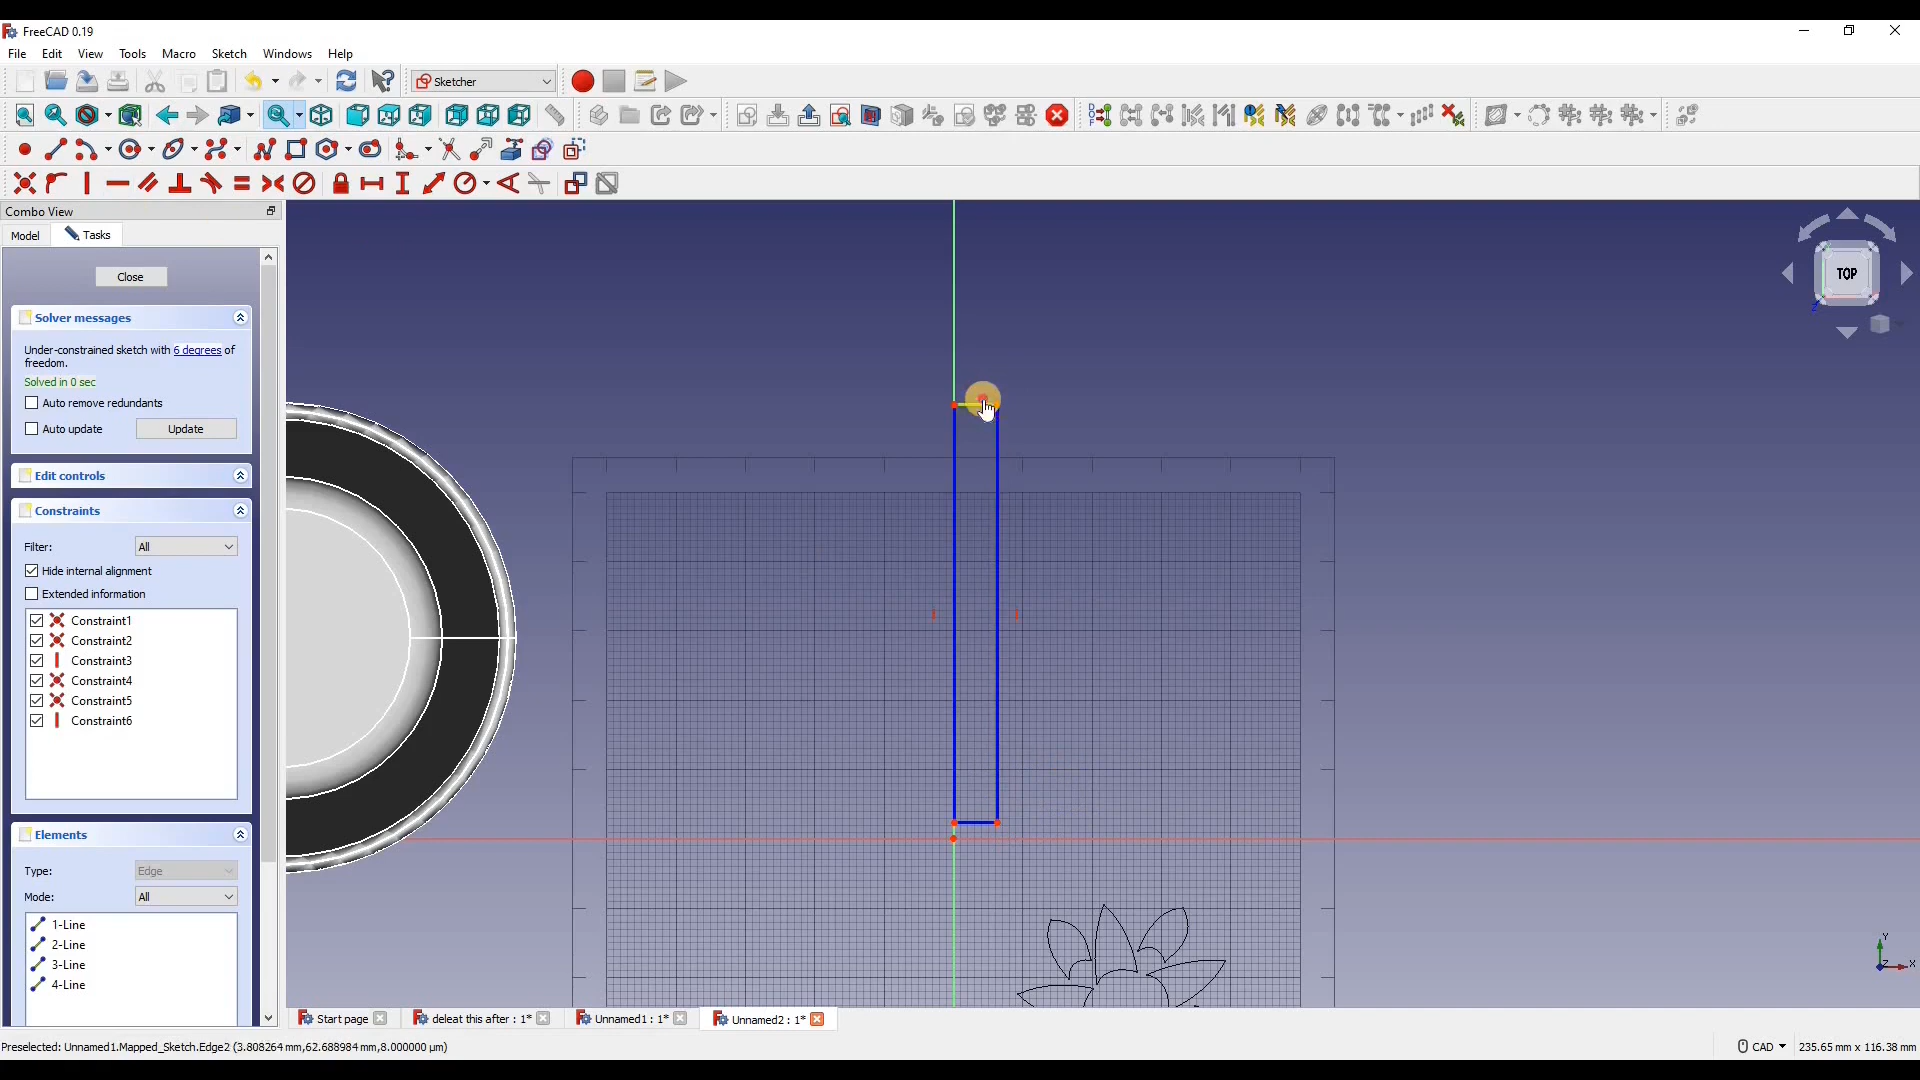 FreeCAD 0.19
File Edit View Tools Macro Sketch Windows Help
Sketcher
Combo View
Model Tasks
Close
Solver messages
Under-constrained sketch with 6 degrees of
freedom.
Solved in 0 sec
Auto remove redundants
Auto update Update
Edit controls
Constraints
Filter: All
Hide internal alignment
Extended information
Constraint1
Constraint2
Constraint3
Constraint4
Constraint5
Constraint6
Elements
Type: Edge
Mode: All
1-Line
2-Line
3-Line
4-Line
TOP
Z
Y
Z
X
Start page deleat this after : 1* Unnamed1 : 1* Unnamed2 : 1*
Preselected: Unnamed1.Mapped_Sketch.Edge2 (3.808264 mm,62.688984 mm,8.000000 µm) CAD 235.65 mm x 116.38 mm